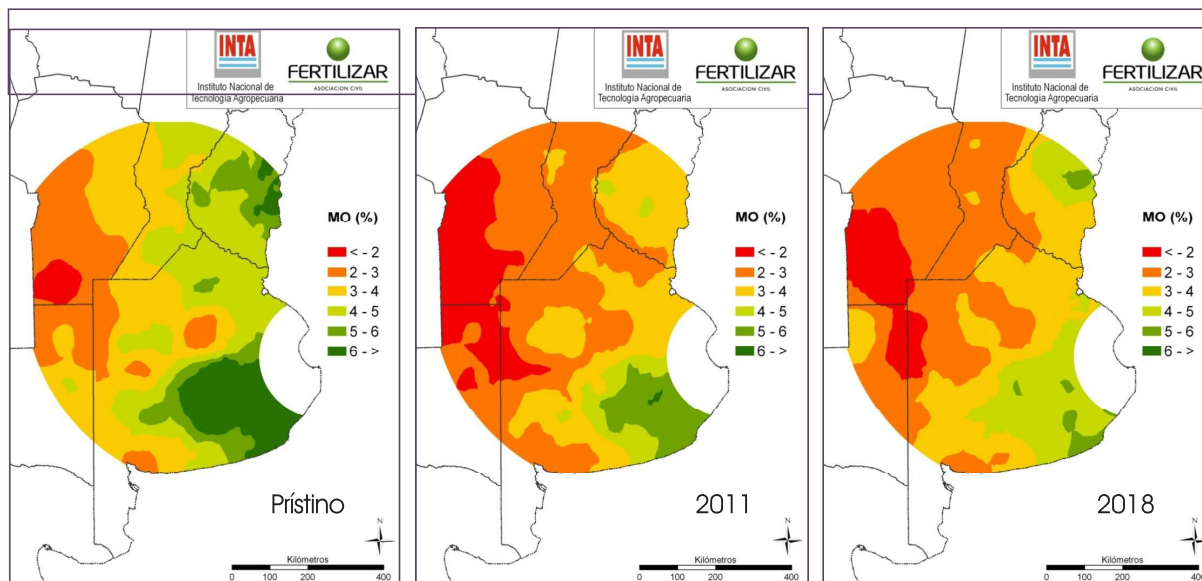 INTA
Instituto Nacional de
Tecnología Agropecuaria
FERTILIZAR
ASOCIACION CIVIL
MO (%)
< - 2
2 - 3
3 - 4
4 - 5
5 - 6
6 - >
Prístino
N
Kilómetros
0 100 200 400
INTA
Instituto Nacional de
Tecnología Agropecuaria
FERTILIZAR
ASOCIACION CIVIL
MO (%)
< - 2
2 - 3
3 - 4
4 - 5
5 - 6
6 - >
2011
N
Kilómetros
0 100 200 400
INTA
Instituto Nacional de
Tecnología Agropecuaria
FERTILIZAR
ASOCIACION CIVIL
MO (%)
< - 2
2 - 3
3 - 4
4 - 5
5 - 6
6 - >
2018
N
Kilómetros
0 100 200 400